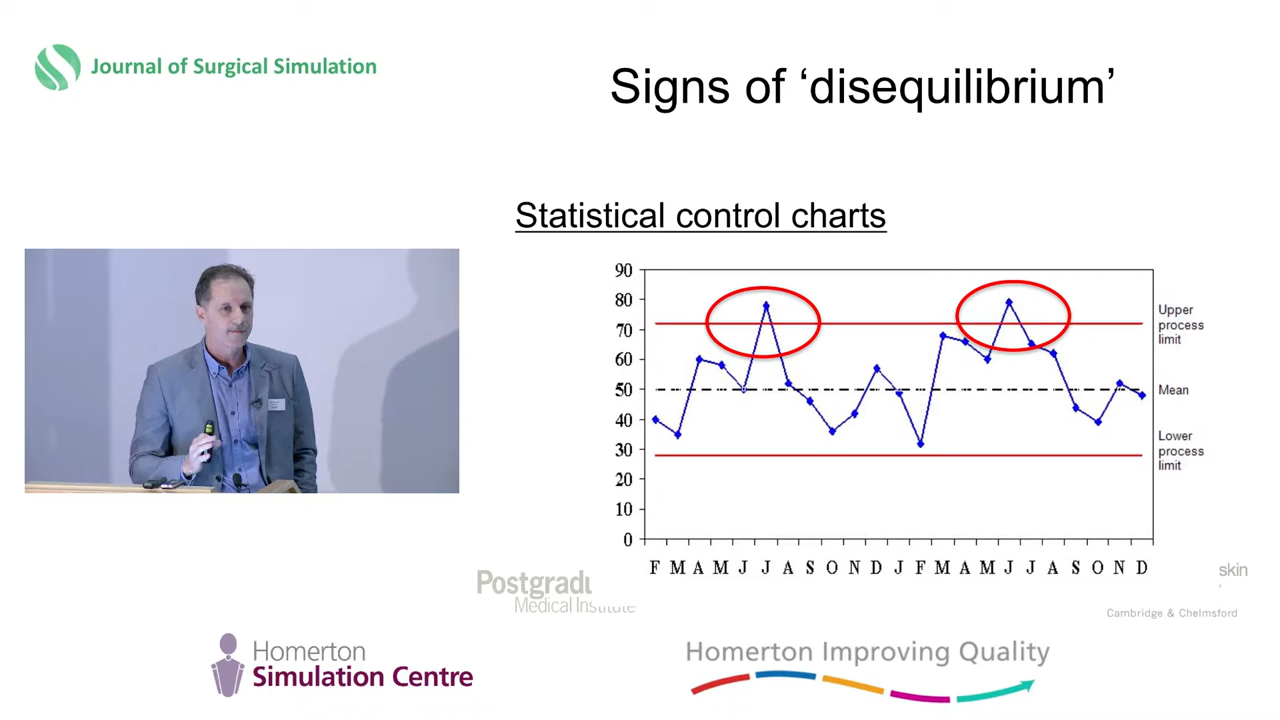 Journal of Surgical Simulation
Signs of ‘disequilibrium’
Statistical control charts
90
80
70
60
50
40
30
20
10
0
Upper
process
limit
Mean
Lower
process
limit
F M A M J J A S O N D J F M A M J J A S O N D
Medical Institute
skin
Cambridge & Chelmsford
Homerton
Simulation Centre
Homerton Improving Quality